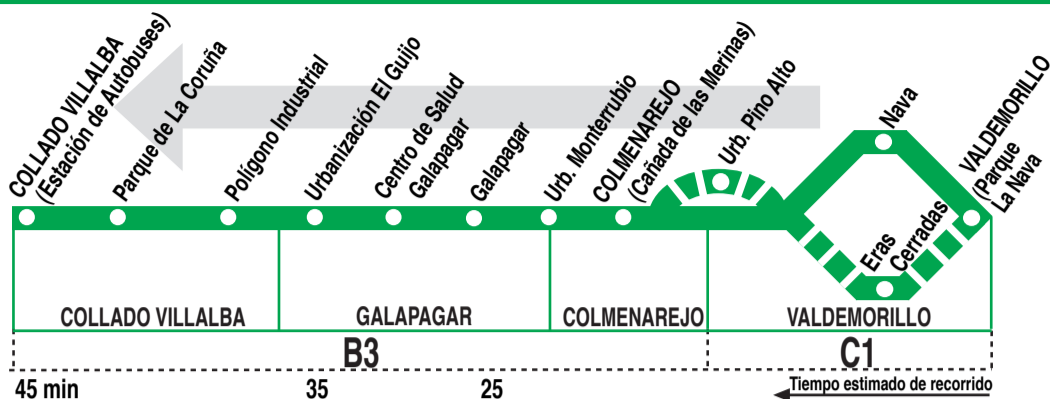 COLLADO VILLALBA
(Estación de Autobuses)
Parque de La Coruña
Polígono Industrial
Urbanización El Guijo
Centro de Salud
Galapagar
Galapagar
Urb. Monterrubio
COLMENAREJO
(Cañada de las Merinas)
Urb. Pino Alto
Nava
Eras
Cerradas
VALDEMORILLO
(Parque
La Nava
COLLADO VILLALBA
GALAPAGAR
COLMENAREJO
VALDEMORILLO
B3
C1
45 min
35
25
Tiempo estimado de recorrido